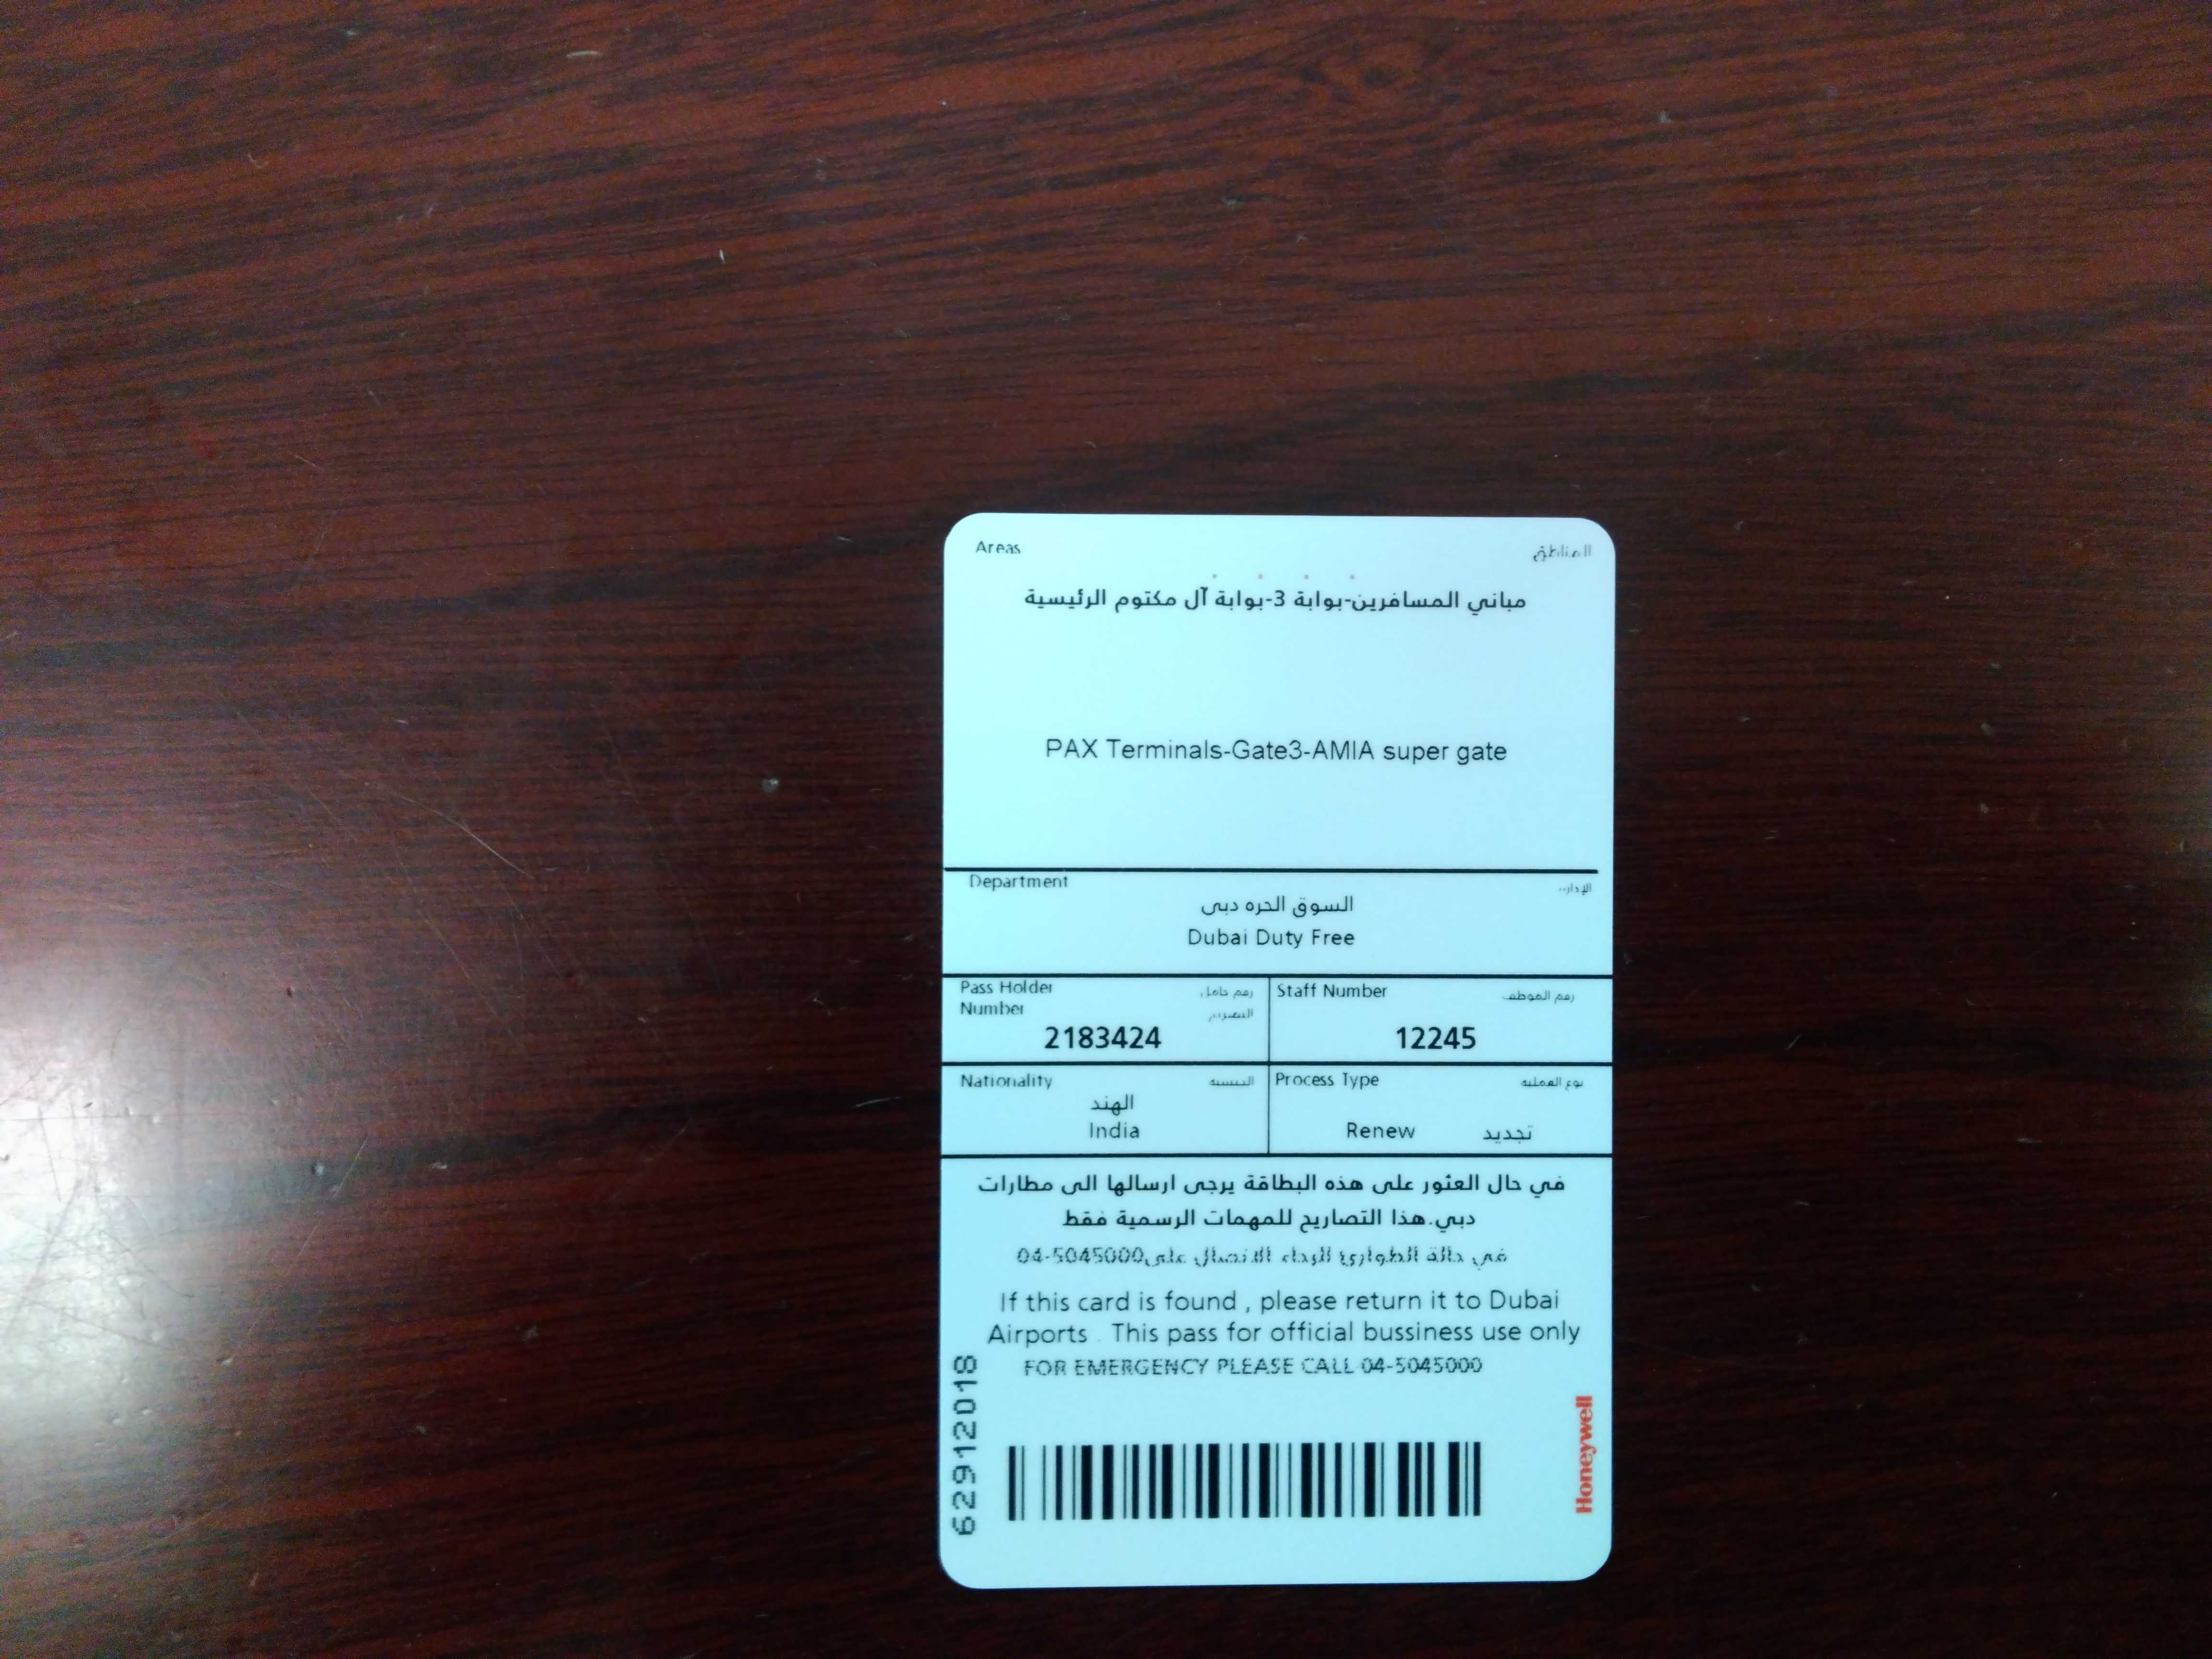 Areas المناطق
مباني المسافرين-بوابة 3-بوابة آل مكتوم الرئيسية
PAX Terminals-Gate3-AMIA super gate
Department الإدارة
السوق الحره دبى
Dubai Duty Free
Pass Holder رقم حامل
Number التصريح
2183424
Staff Number رقم الموظف
12245
Nationality الجنسية
الهند
India
Process Type نوع العملية
Renew تجديد
في حال العثور على هذه البطاقة يرجى ارسالها الى مطارات
دبي.هذا التصاريح للمهمات الرسمية فقط
في حالة الطوارئ الرجاء الاتصال على 04-5045000
If this card is found , please return it to Dubai
Airports . This pass for official bussiness use only
FOR EMERGENCY PLEASE CALL 04-5045000
62912018
Honeywell